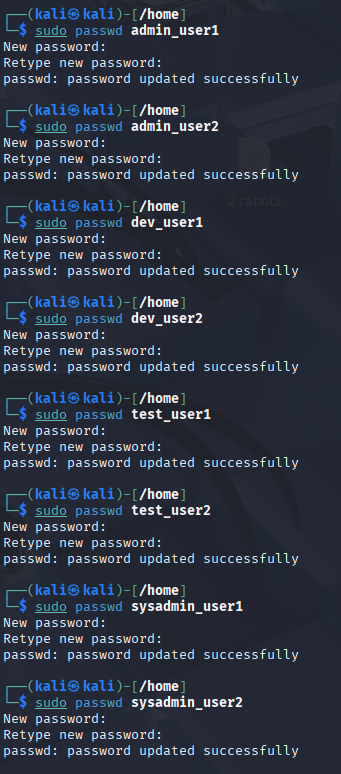 ┌──(kali㉿kali)-[/home]
└─$ sudo passwd admin_user1
New password:
Retype new password:
passwd: password updated successfully
┌──(kali㉿kali)-[/home]
└─$ sudo passwd admin_user2
New password:
Retype new password:
passwd: password updated successfully
2 rabota
┌──(kali㉿kali)-[/home]
└─$ sudo passwd dev_user1
New password:
Retype new password:
passwd: password updated successfully
┌──(kali㉿kali)-[/home]
└─$ sudo passwd dev_user2
New password:
Retype new password:
passwd: password updated successfully
┌──(kali㉿kali)-[/home]
└─$ sudo passwd test_user1
New password:
Retype new password:
passwd: password updated successfully
┌──(kali㉿kali)-[/home]
└─$ sudo passwd test_user2
New password:
Retype new password:
passwd: password updated successfully
┌──(kali㉿kali)-[/home]
└─$ sudo passwd sysadmin_user1
New password:
Retype new password:
passwd: password updated successfully
┌──(kali㉿kali)-[/home]
└─$ sudo passwd sysadmin_user2
New password:
Retype new password:
passwd: password updated successfully